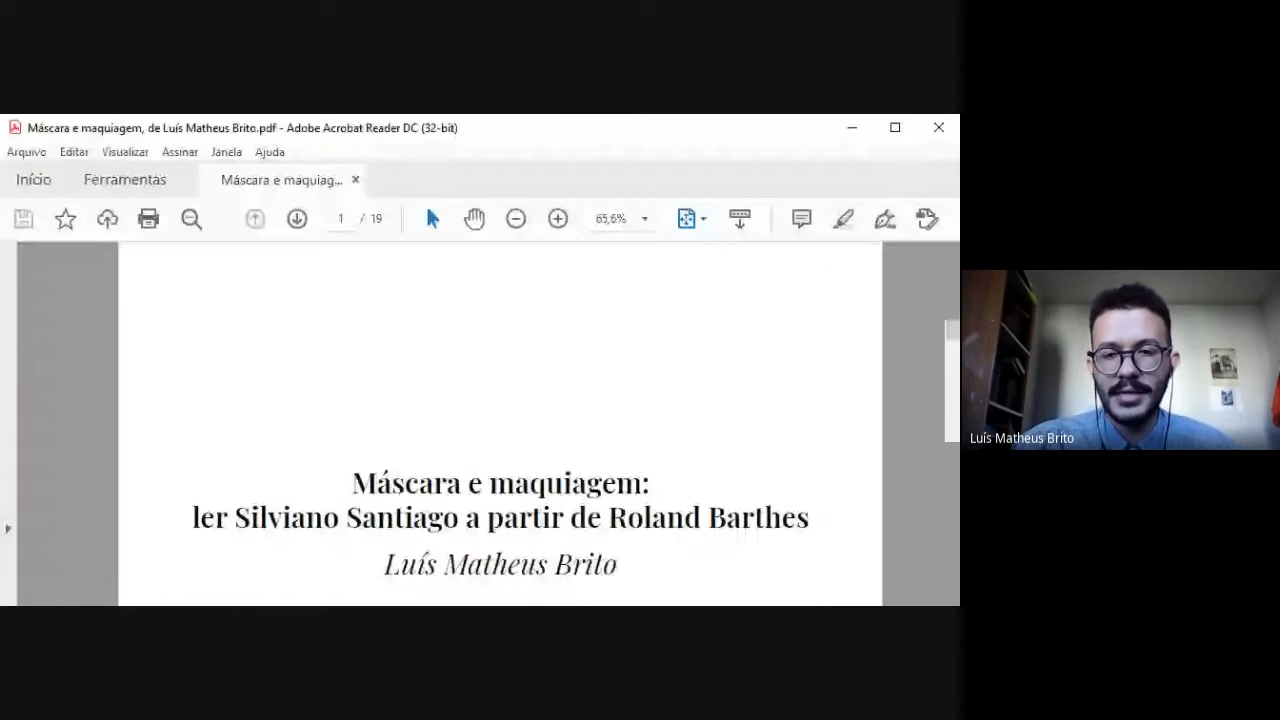 Máscara e maquiagem, de Luís Matheus Brito.pdf - Adobe Acrobat Reader DC (32-bit)
Arquivo Editar Visualizar Assinar Janela Ajuda
Início Ferramentas Máscara e maquiag...
1 / 19 65,6%
Máscara e maquiagem:
ler Silviano Santiago a partir de Roland Barthes
Luís Matheus Brito
Luís Matheus Brito